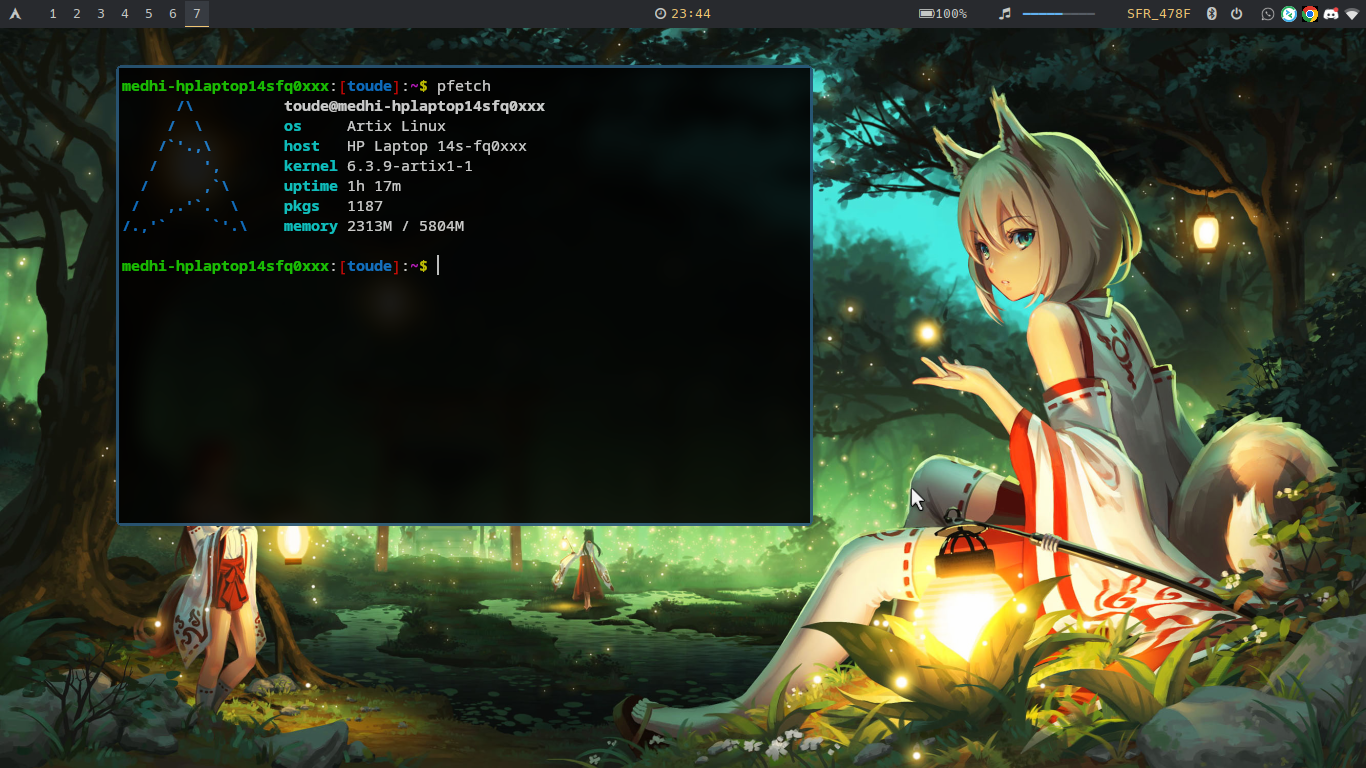 1 2 3 4 5 6 7 23:44 100% SFR_478F
medhi-hplaptop14sfq0xxx:[toude]:~$ pfetch
toude@medhi-hplaptop14sfq0xxx
os Artix Linux
host HP Laptop 14s-fq0xxx
kernel 6.3.9-artix1-1
uptime 1h 17m
pkgs 1187
memory 2313M / 5804M
medhi-hplaptop14sfq0xxx:[toude]:~$